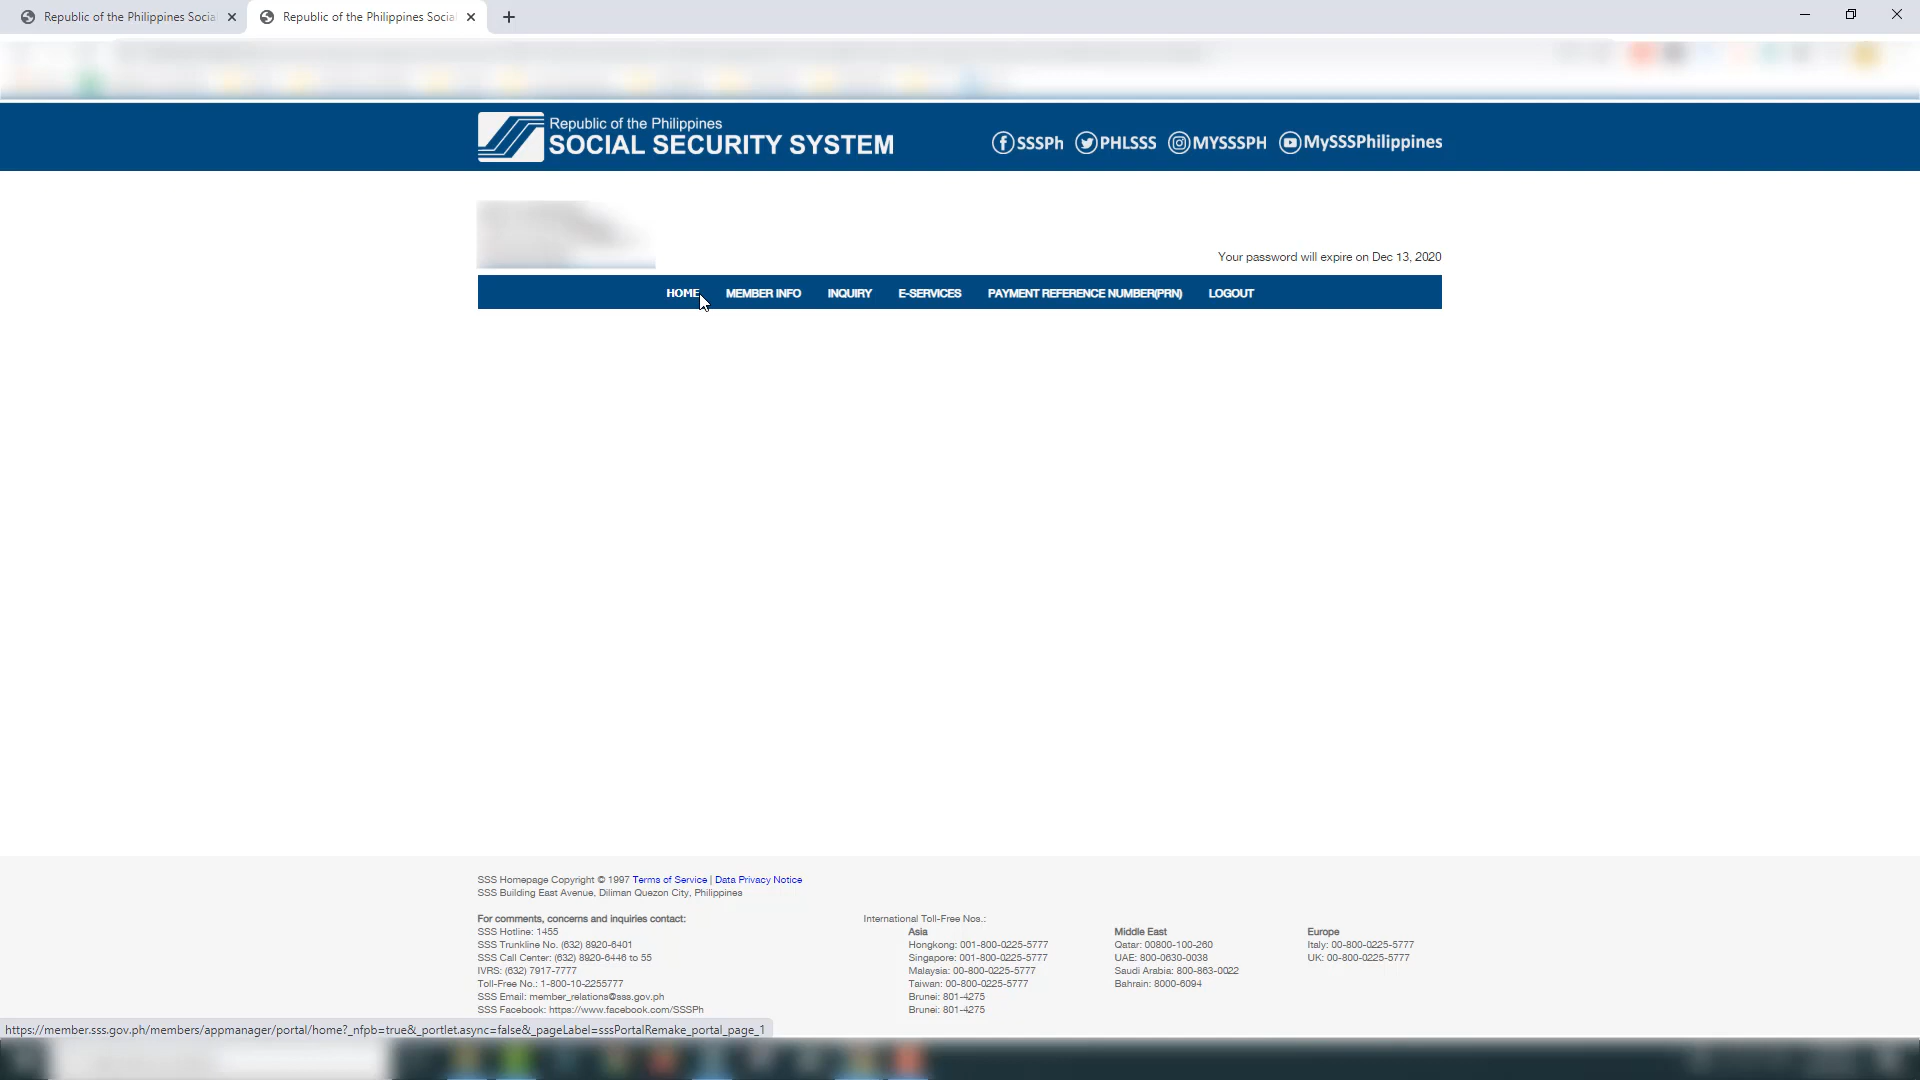 Republic of the Philippines Socia
Republic of the Philippines Socia
Republic of the Philippines
SOCIAL SECURITY SYSTEM
SSSPh PHLSSS MYSSSPH MySSSPhilippines
Your password will expire on Dec 13, 2020
HOME MEMBER INFO INQUIRY E-SERVICES PAYMENT REFERENCE NUMBER(PRN) LOGOUT
SSS Homepage Copyright © 1997 Terms of Service | Data Privacy Notice
SSS Building East Avenue, Diliman Quezon City, Philippines
For comments, concerns and inquiries contact:
SSS Hotline: 1455
SSS Trunkline No. (632) 8920-6401
SSS Call Center: (632) 8920-6446 to 55
IVRS: (632) 7917-7777
Toll-Free No.: 1-800-10-2255777
SSS Email: member_relations@sss.gov.ph
SSS Facebook: https://www.facebook.com/SSSPh
International Toll-Free Nos.:
Asia
Hongkong: 001-800-0225-5777
Singapore: 001-800-0225-5777
Malaysia: 00-800-0225-5777
Taiwan: 00-800-0225-5777
Brunei: 801-4275
Brunei: 801-4275
Middle East
Qatar: 00800-100-260
UAE: 800-0630-0038
Saudi Arabia: 800-863-0022
Bahrain: 8000-6094
Europe
Italy: 00-800-0225-5777
UK: 00-800-0225-5777
https://member.sss.gov.ph/members/appmanager/portal/home?_nfpb=true&_portlet.async=false&_pageLabel=sssPortalRemake_portal_page_1